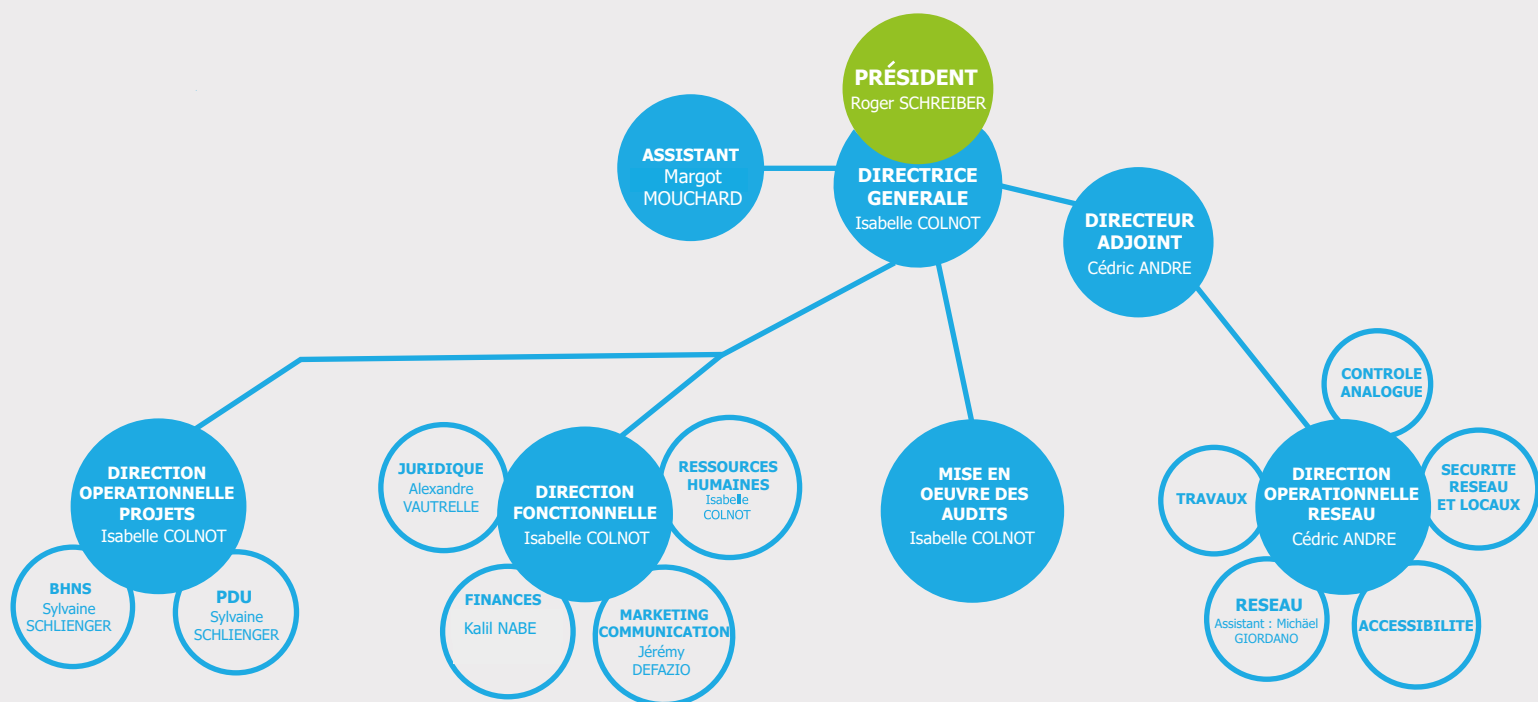 PRÉSIDENT
Roger SCHREIBER
ASSISTANT
Margot
MOUCHARD
DIRECTRICE
GENERALE
Isabelle COLNOT
DIRECTEUR
ADJOINT
Cédric ANDRE
DIRECTION
OPERATIONNELLE
PROJETS
Isabelle COLNOT
BHNS
Sylvaine
SCHLIENGER
PDU
Sylvaine
SCHLIENGER
JURIDIQUE
Alexandre
VAUTRELLE
DIRECTION
FONCTIONNELLE
Isabelle COLNOT
RESSOURCES
HUMAINES
Isabelle
COLNOT
FINANCES
Kalil NABE
MARKETING
COMMUNICATION
Jérémy
DEFAZIO
MISE EN
OEUVRE DES
AUDITS
Isabelle COLNOT
CONTROLE
ANALOGUE
TRAVAUX
DIRECTION
OPERATIONNELLE
RESEAU
Cédric ANDRE
SECURITE
RESEAU
ET LOCAUX
RESEAU
Assistant : Michäel
GIORDANO
ACCESSIBILITE